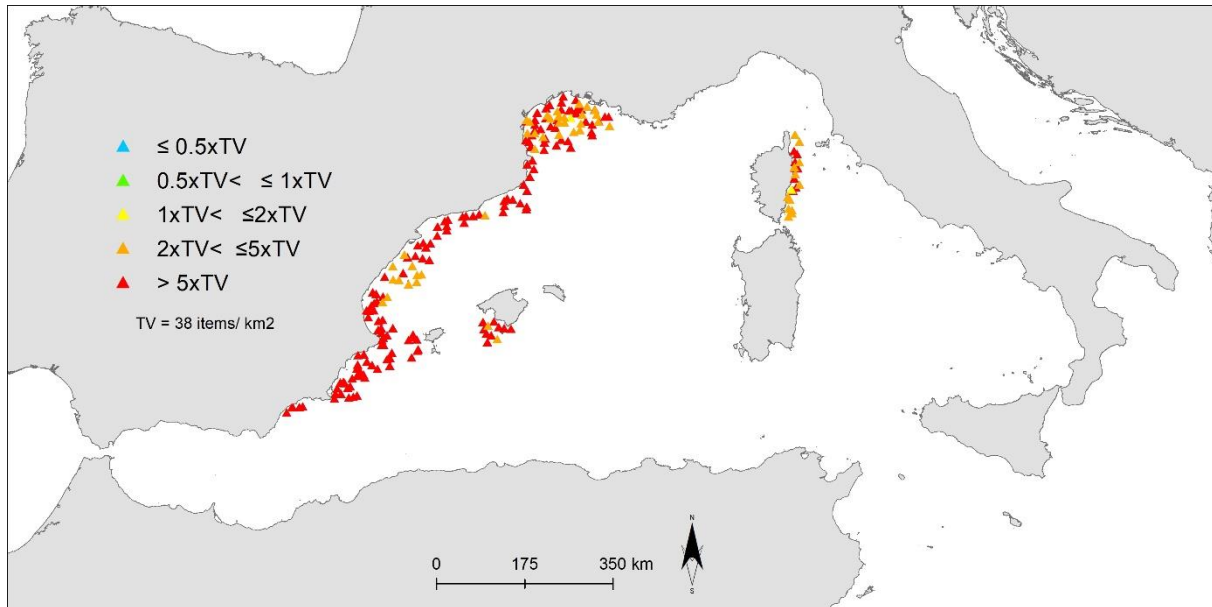 ≤ 0.5xTV
0.5xTV< ≤ 1xTV
1xTV< ≤2xTV
2xTV< ≤5xTV
> 5xTV
TV = 38 items/ km2
N
S
0 175 350 km